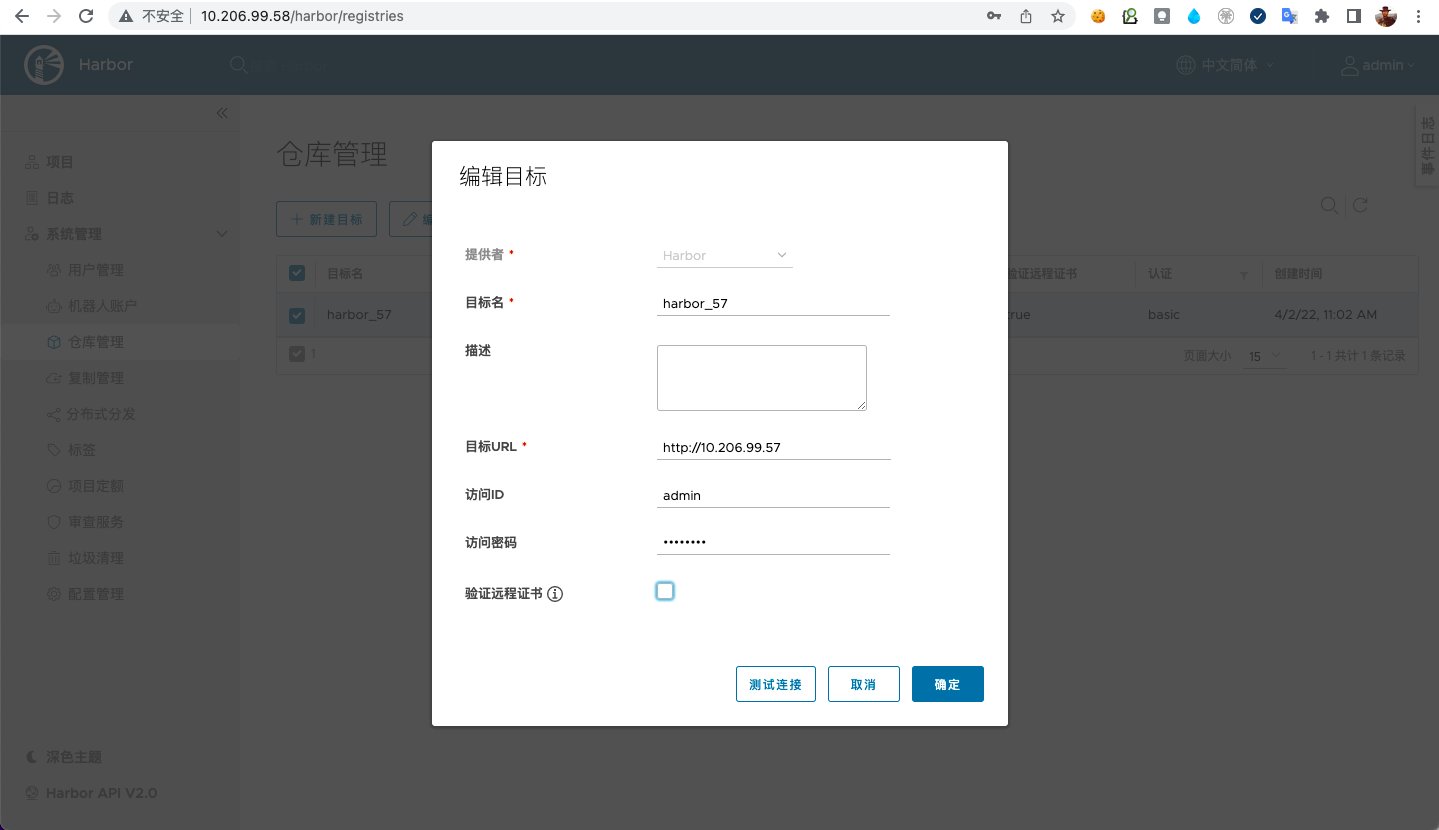 不安全 10.206.99.58/harbor/registries
Harbor
中文简体
admin
事件日志
项目
日志
系统管理
用户管理
机器人账户
仓库管理
复制管理
分布式分发
标签
项目定额
审查服务
垃圾清理
配置管理
深色主题
Harbor API V2.0
仓库管理
新建目标
目标名
验证远程证书 认证 创建时间
harbor_57
true basic 4/2/22, 11:02 AM
1
页面大小 15 1 - 1 共计 1 条记录
编辑目标
提供者 * Harbor
目标名 * harbor_57
描述
目标URL * http://10.206.99.57
访问ID admin
访问密码 ••••••••
验证远程证书
测试连接 取消 确定